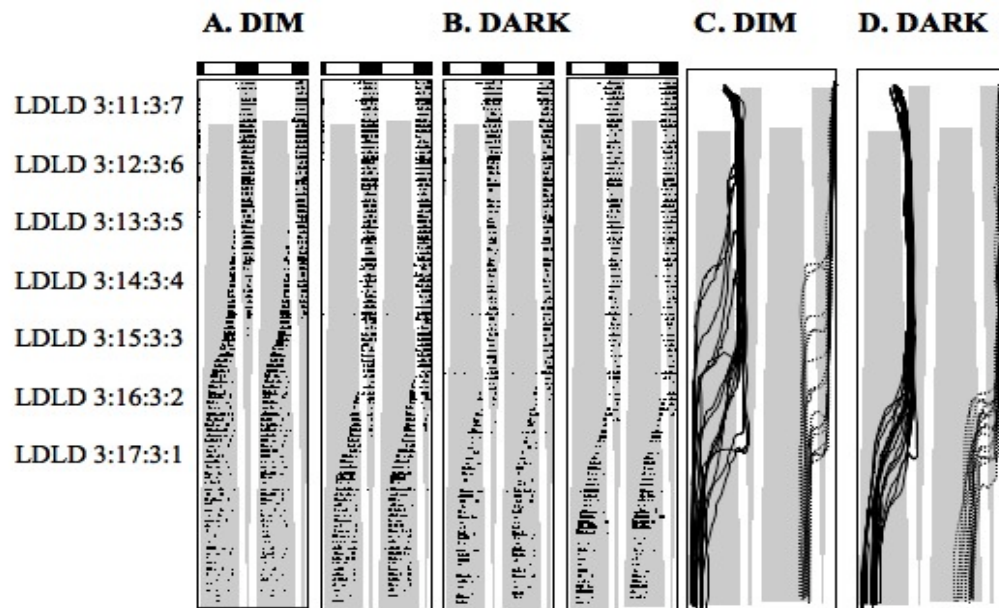 A. DIM B. DARK C. DIM D. DARK
LDLD 3:11:3:7
LDLD 3:12:3:6
LDLD 3:13:3:5
LDLD 3:14:3:4
LDLD 3:15:3:3
LDLD 3:16:3:2
LDLD 3:17:3:1